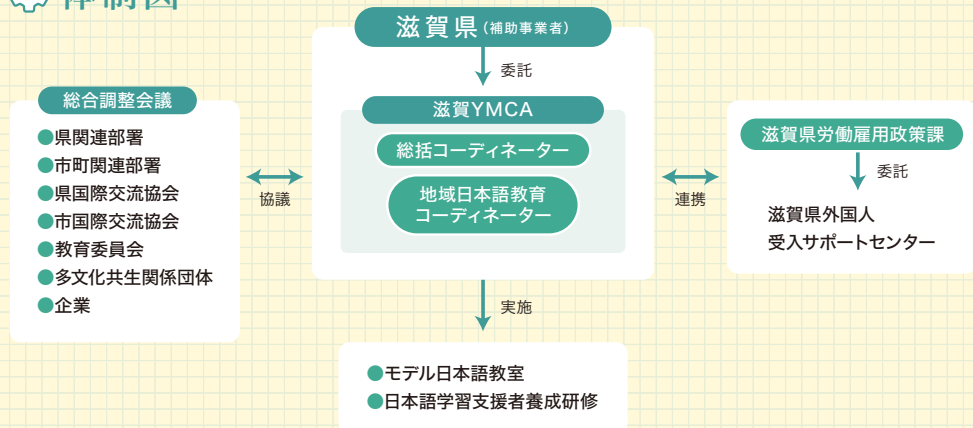 体制図
滋賀県(補助事業者)
委託
滋賀YMCA
総括コーディネーター
地域日本語教育
コーディネーター
総合調整会議
●県関連部署
●市町関連部署
●県国際交流協会
●市国際交流協会
●教育委員会
●多文化共生関係団体
●企業
協議
連携
滋賀県労働雇用政策課
委託
滋賀県外国人
受入サポートセンター
実施
●モデル日本語教室
●日本語学習支援者養成研修